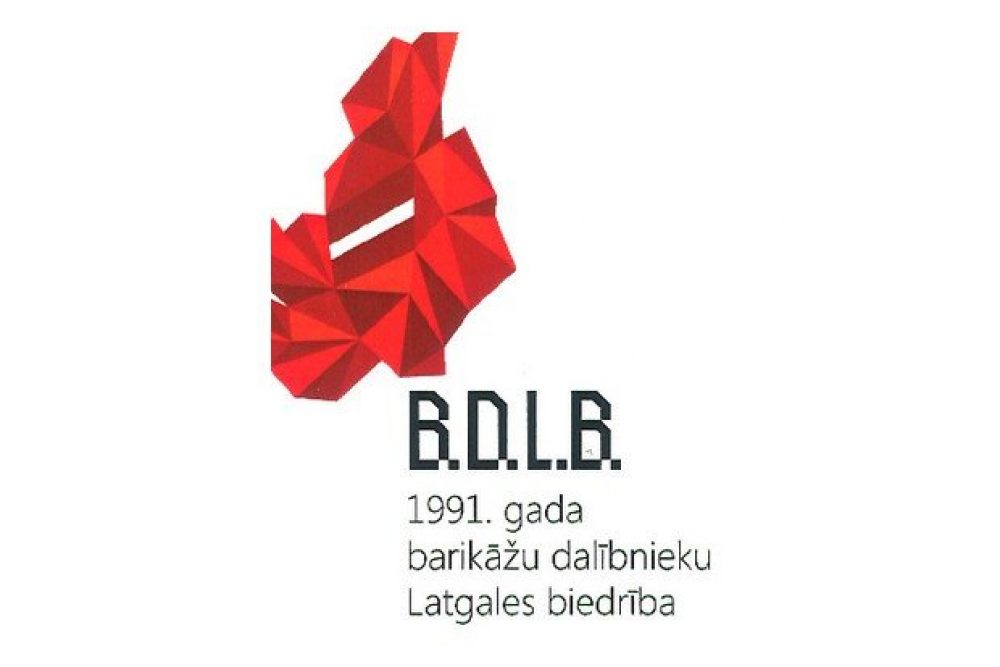 B.D.L.B.
1991. gada
barikāžu dalībnieku
Latgales biedrība